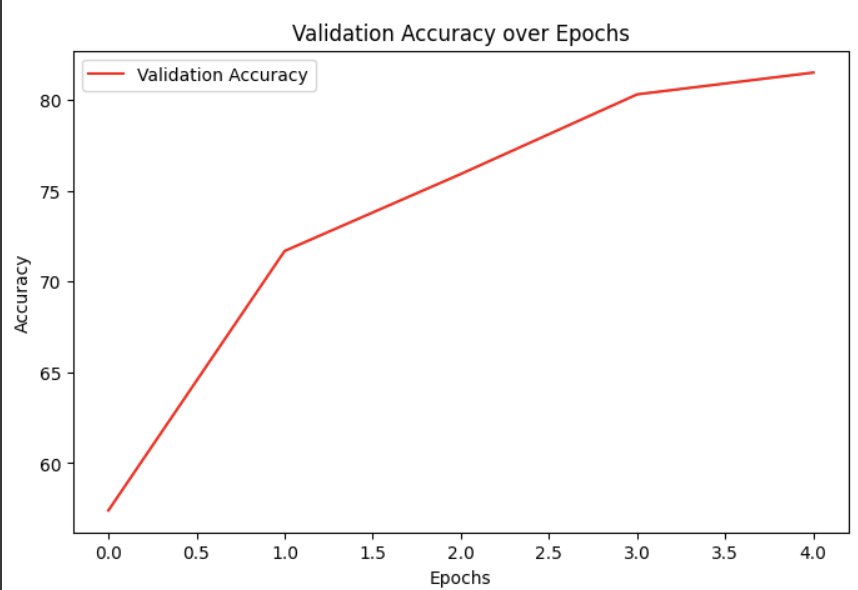 Validation Accuracy over Epochs
Validation Accuracy
80
75
70
65
60
Accuracy
0.0 0.5 1.0 1.5 2.0 2.5 3.0 3.5 4.0
Epochs